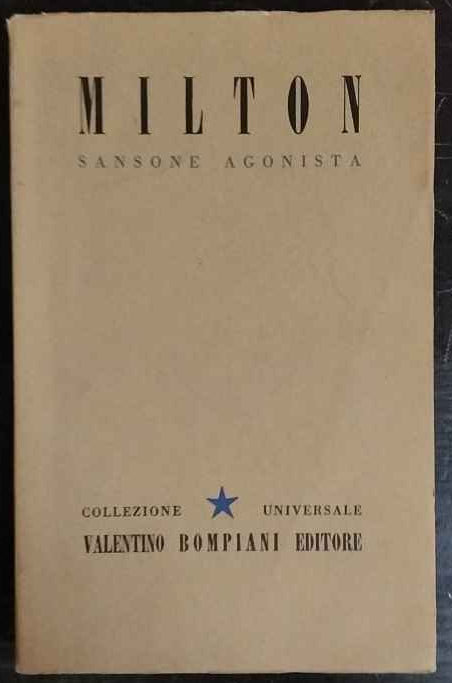 MILTON
SANSONE AGONISTA
COLLEZIONE UNIVERSALE
VALENTINO BOMPIANI EDITORE